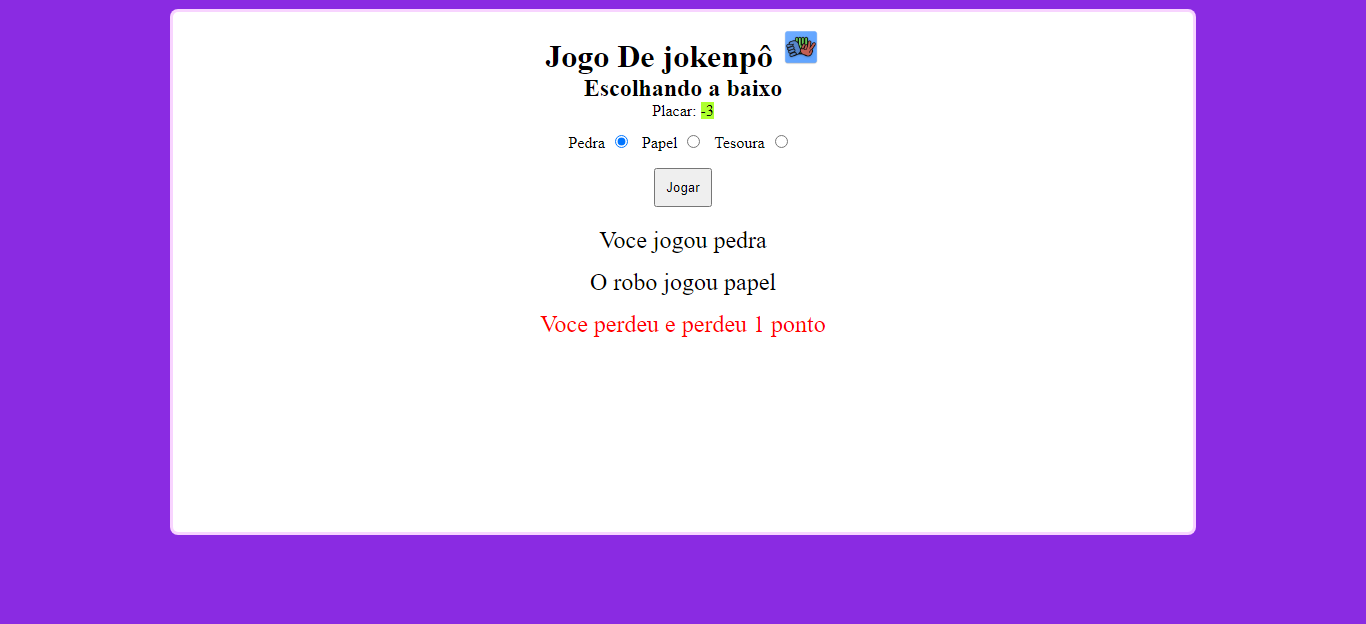 Jogo De jokenpô
Escolhando a baixo
Placar: -3
Pedra Papel Tesoura
Jogar
Voce jogou pedra
O robo jogou papel
Voce perdeu e perdeu 1 ponto